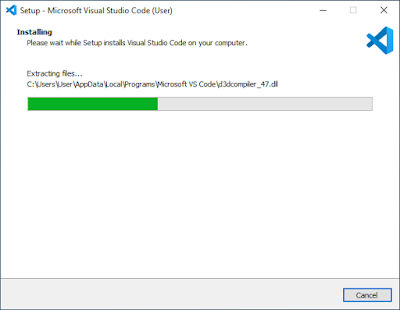 Setup - Microsoft Visual Studio Code (User)
Installing
Please wait while Setup installs Visual Studio Code on your computer.
Extracting files...
C:\Users\User\AppData\Local\Programs\Microsoft VS Code\d3dcompiler_47.dll
Cancel